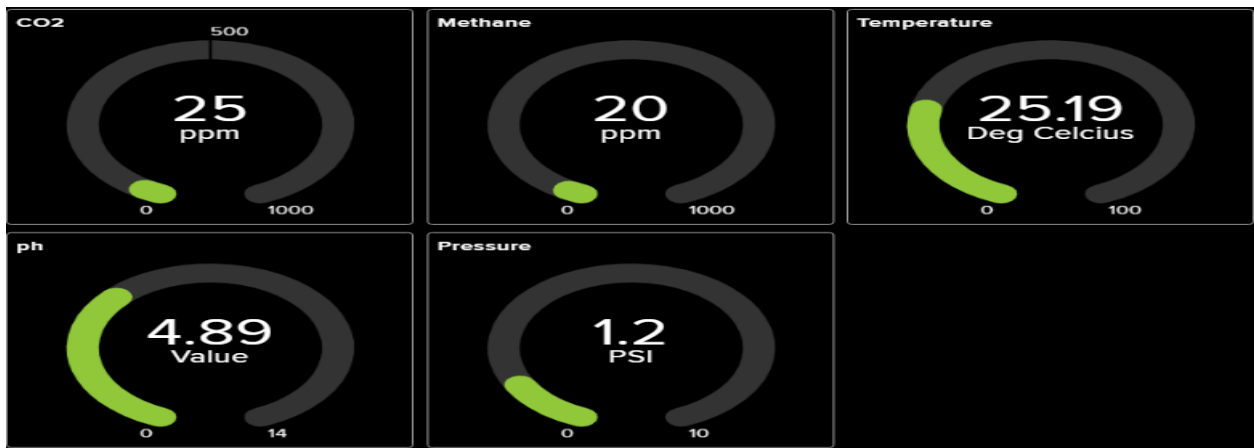 CO2
500
25
ppm
0
1000
Methane
20
ppm
0
1000
Temperature
25.19
Deg Celcius
0
100
ph
4.89
Value
0
14
Pressure
1.2
PSI
0
10